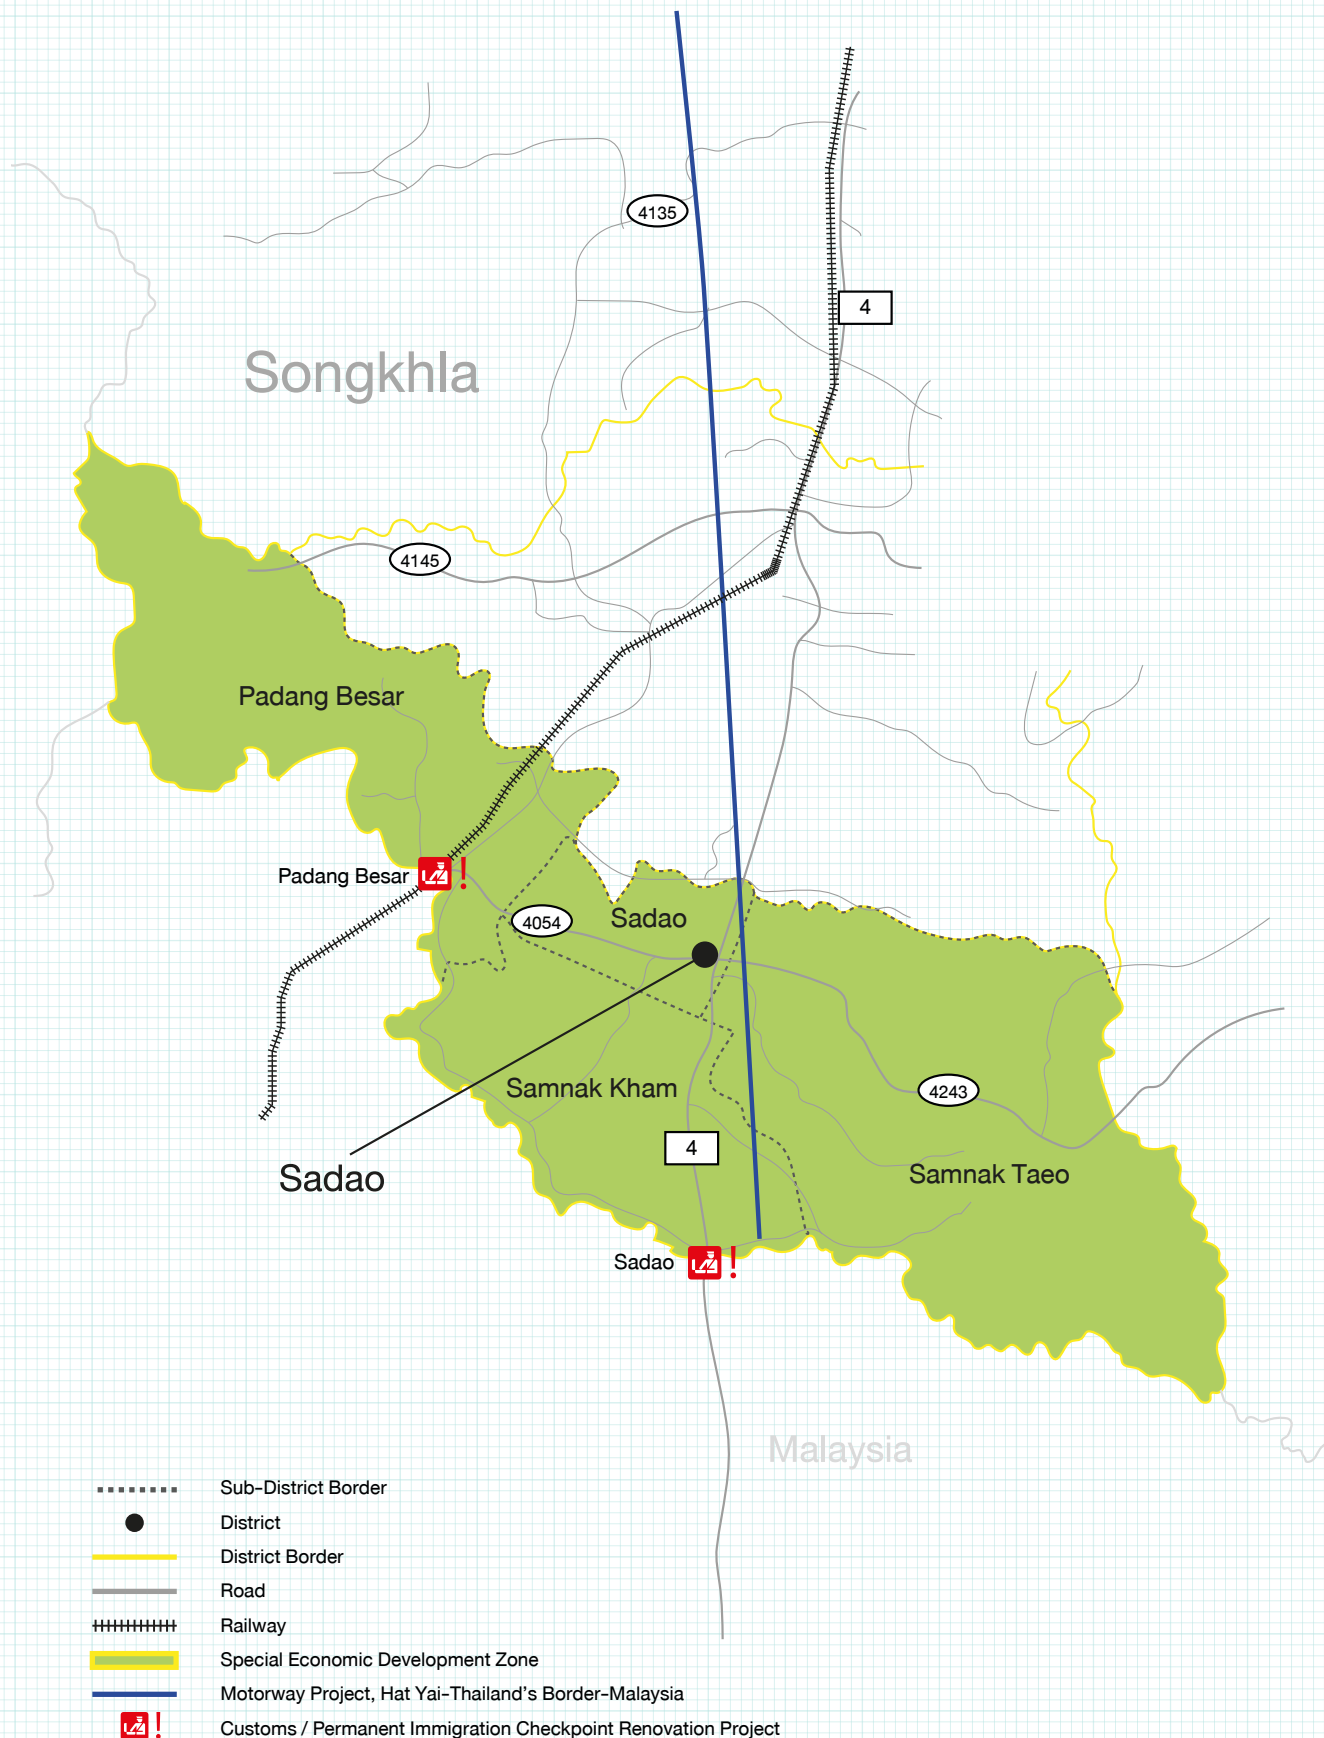 4135
4
Songkhla
4145
Padang Besar
Padang Besar
4054
Sadao
Samnak Kham
4243
4
Sadao
Samnak Taeo
Sadao
Malaysia
Sub-District Border
District
District Border
Road
Railway
Special Economic Development Zone
Motorway Project, Hat Yai-Thailand's Border-Malaysia
Customs / Permanent Immigration Checkpoint Renovation Project